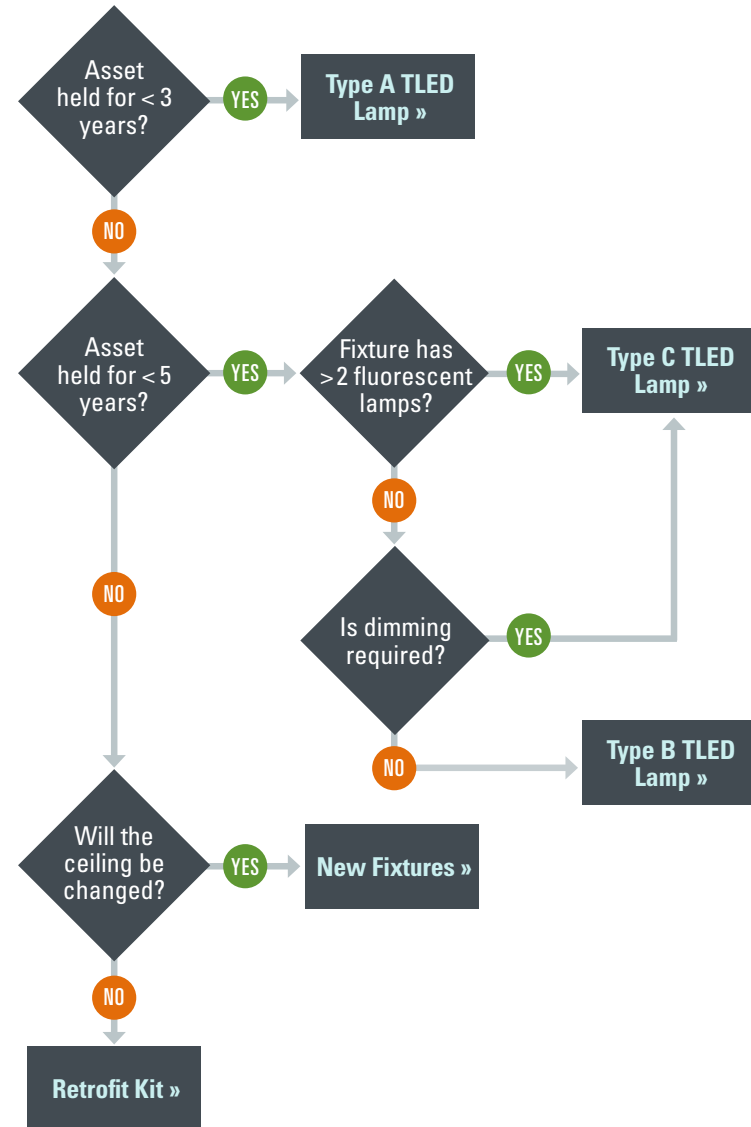 Asset
held for < 3
years?
YES
Type A TLED
Lamp »
NO
Asset
held for < 5
years?
YES
Fixture has
>2 fluorescent
lamps?
YES
Type C TLED
Lamp »
NO
NO
Is dimming
required?
YES
NO
Type B TLED
Lamp »
Will the
ceiling be
changed?
YES
New Fixtures »
NO
Retrofit Kit »